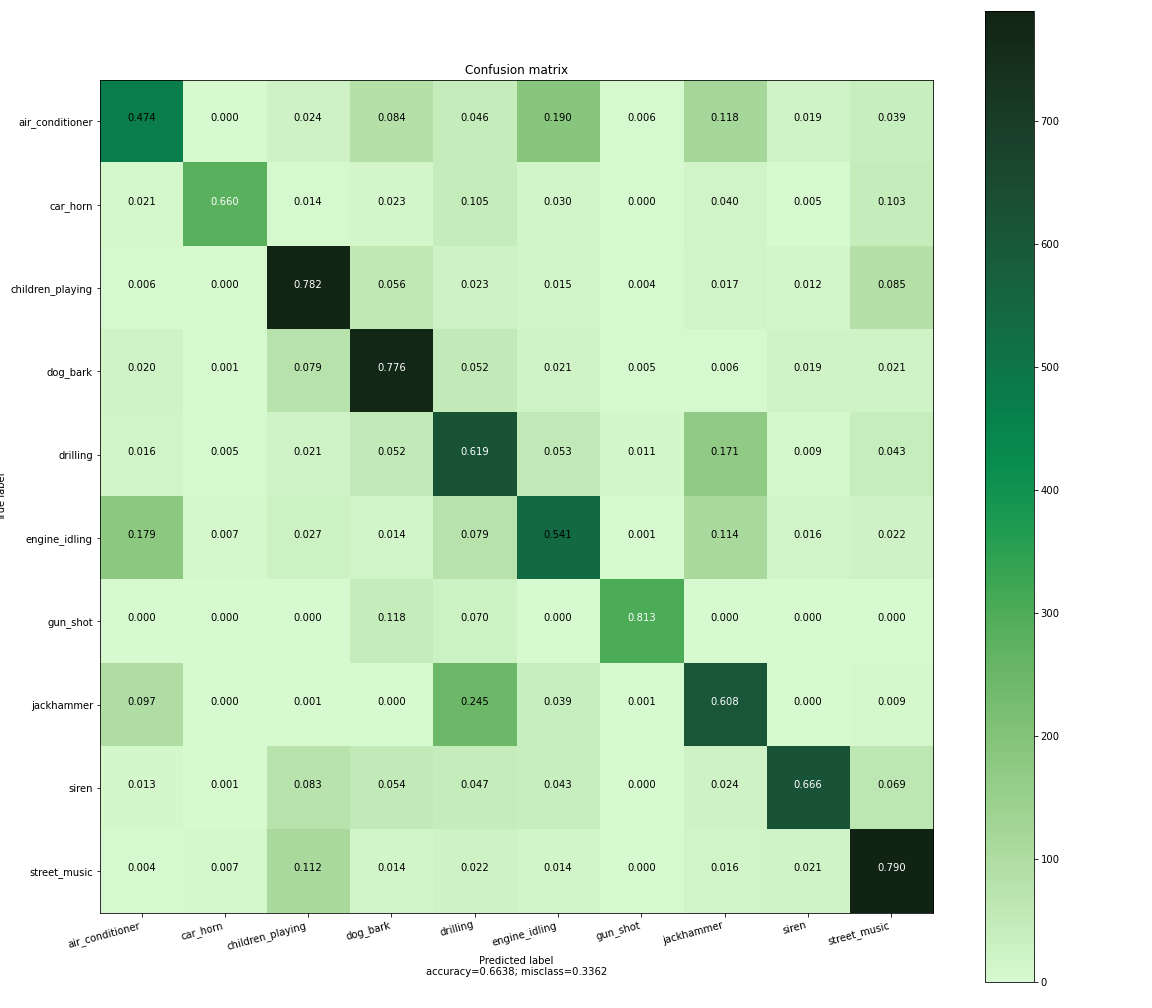 Confusion matrix
air_conditioner 0.474 0.000 0.024 0.084 0.046 0.190 0.006 0.118 0.019 0.039
car_horn 0.021 0.660 0.014 0.023 0.105 0.030 0.000 0.040 0.005 0.103
children_playing 0.006 0.000 0.782 0.056 0.023 0.015 0.004 0.017 0.012 0.085
dog_bark 0.020 0.001 0.079 0.776 0.052 0.021 0.005 0.006 0.019 0.021
drilling 0.016 0.005 0.021 0.052 0.619 0.053 0.011 0.171 0.009 0.043
engine_idling 0.179 0.007 0.027 0.014 0.079 0.541 0.001 0.114 0.016 0.022
gun_shot 0.000 0.000 0.000 0.118 0.070 0.000 0.813 0.000 0.000 0.000
jackhammer 0.097 0.000 0.001 0.000 0.245 0.039 0.001 0.608 0.000 0.009
siren 0.013 0.001 0.083 0.054 0.047 0.043 0.000 0.024 0.666 0.069
street_music 0.004 0.007 0.112 0.014 0.022 0.014 0.000 0.016 0.021 0.790
air_conditioner car_horn children_playing dog_bark drilling engine_idling gun_shot jackhammer siren street_music
Predicted label
accuracy=0.6638; misclass=0.3362
700
600
500
400
300
200
100
0